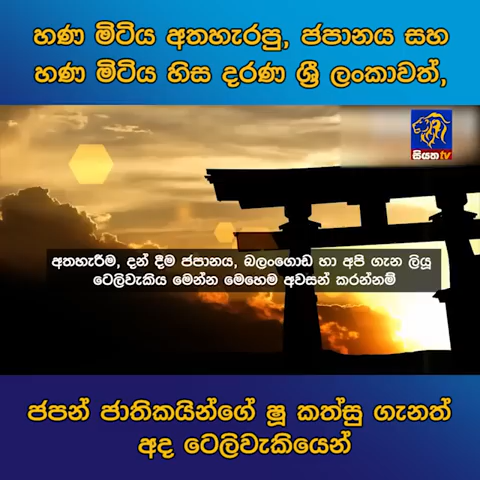 හණ මිටිය අතහැරපු, ජපානය සහ
හණ මිටිය හිස දරණ ශ්‍රී ලංකාවත්,
සියත tv
අතහැරීම, දන් දීම ජපානය, බලංගොඩ හා අපි ගැන ලියූ
ටෙලිවැකිය මෙන්න මෙහෙම අවසන් කරන්නම්
ජපන් ජාතිකයින්ගේ ෂූ කත්සු ගැනත්
අද ටෙලිවැකියෙන්